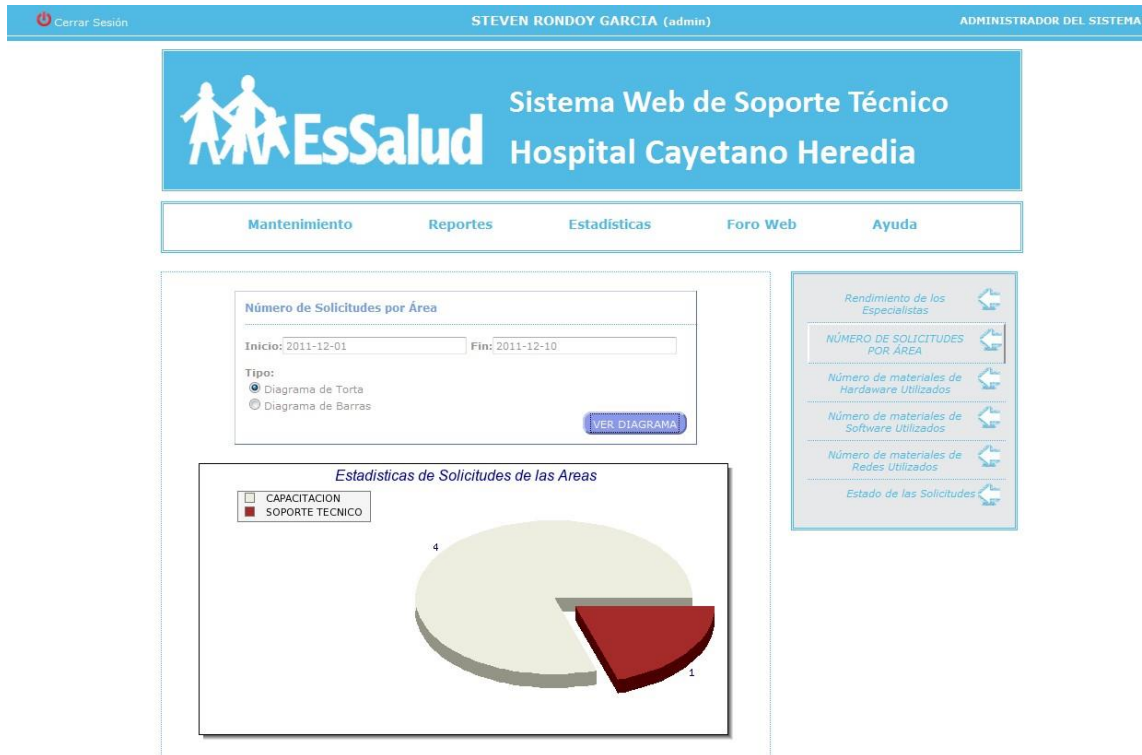 Cerrar Sesión
STEVEN RONDOY GARCIA (admin)
ADMINISTRADOR DEL SISTEMA
EsSalud
Sistema Web de Soporte Técnico
Hospital Cayetano Heredia
Mantenimiento
Reportes
Estadísticas
Foro Web
Ayuda
Número de Solicitudes por Área
Inicio: 2011-12-01 Fin: 2011-12-10
Tipo:
Diagrama de Torta
Diagrama de Barras
VER DIAGRAMA
Estadisticas de Solicitudes de las Areas
CAPACITACION
SOPORTE TECNICO
4
1
Rendimiento de los
Especialistas
NÚMERO DE SOLICITUDES
POR ÁREA
Número de materiales de
Hardaware Utilizados
Número de materiales de
Software Utilizados
Número de materiales de
Redes Utilizados
Estado de las Solicitudes